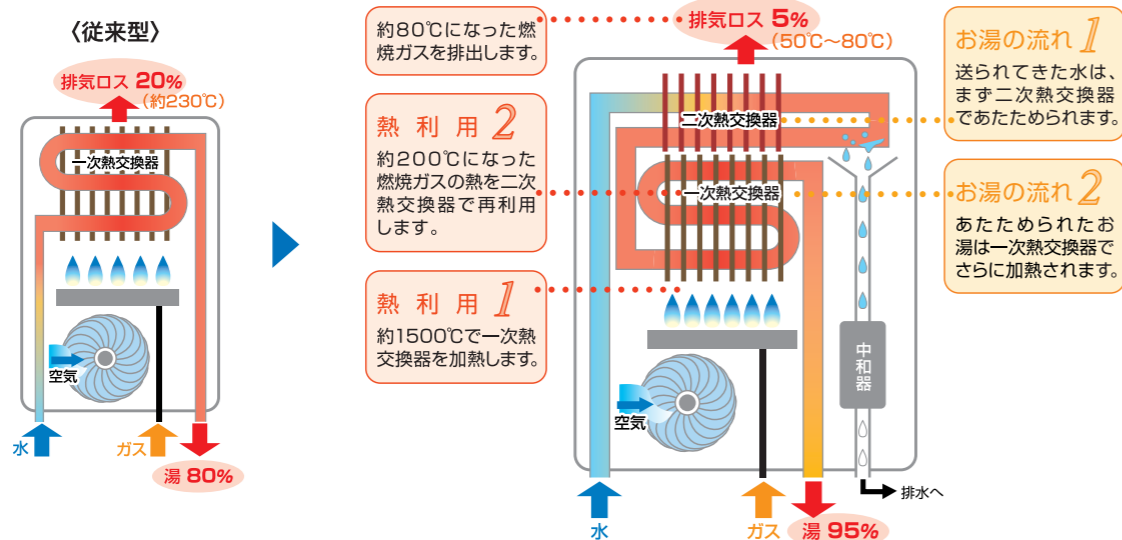 〈従来型〉
排気ロス 20%
(約230℃)
一次熱交換器
空気
水
ガス
湯 80%
約80℃になった燃
焼ガスを排出します。
熱利用2
約200℃になった
燃焼ガスの熱を二次
熱交換器で再利用
します。
熱利用1
約1500℃で一次熱
交換器を加熱します。
排気ロス 5%
(50℃～80℃)
二次熱交換器
一次熱交換器
空気
中和器
水
ガス
湯 95%
排水へ
お湯の流れ1
送られてきた水は、
まず二次熱交換器
であたためられます。
お湯の流れ2
あたためられたお
湯は一次熱交換器で
さらに加熱されます。